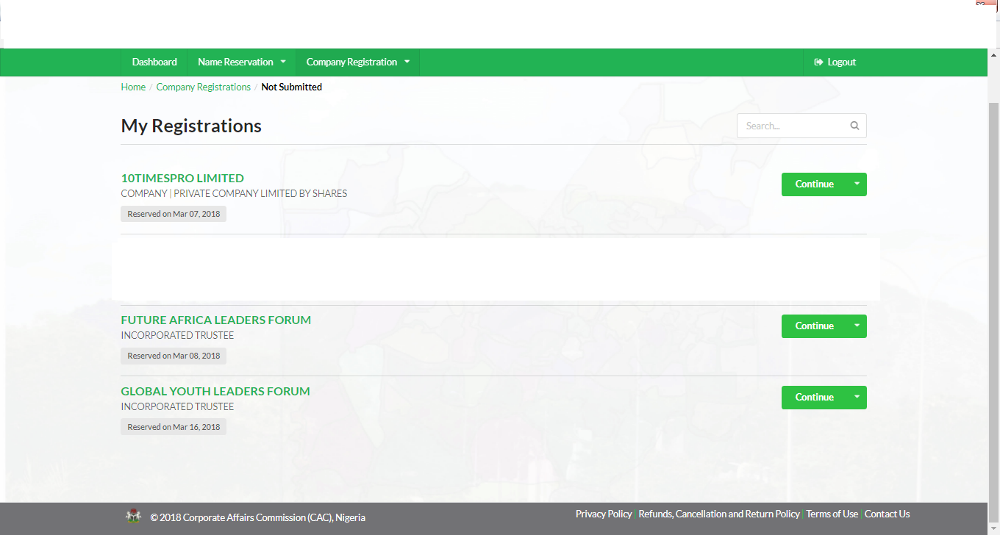 Dashboard Name Reservation Company Registration Logout
Home / Company Registrations / Not Submitted
My Registrations
Search...
10TIMESPRO LIMITED
COMPANY | PRIVATE COMPANY LIMITED BY SHARES
Reserved on Mar 07, 2018
Continue
FUTURE AFRICA LEADERS FORUM
INCORPORATED TRUSTEE
Reserved on Mar 08, 2018
Continue
GLOBAL YOUTH LEADERS FORUM
INCORPORATED TRUSTEE
Reserved on Mar 16, 2018
Continue
© 2018 Corporate Affairs Commission (CAC), Nigeria
Privacy Policy | Refunds, Cancellation and Return Policy | Terms of Use | Contact Us